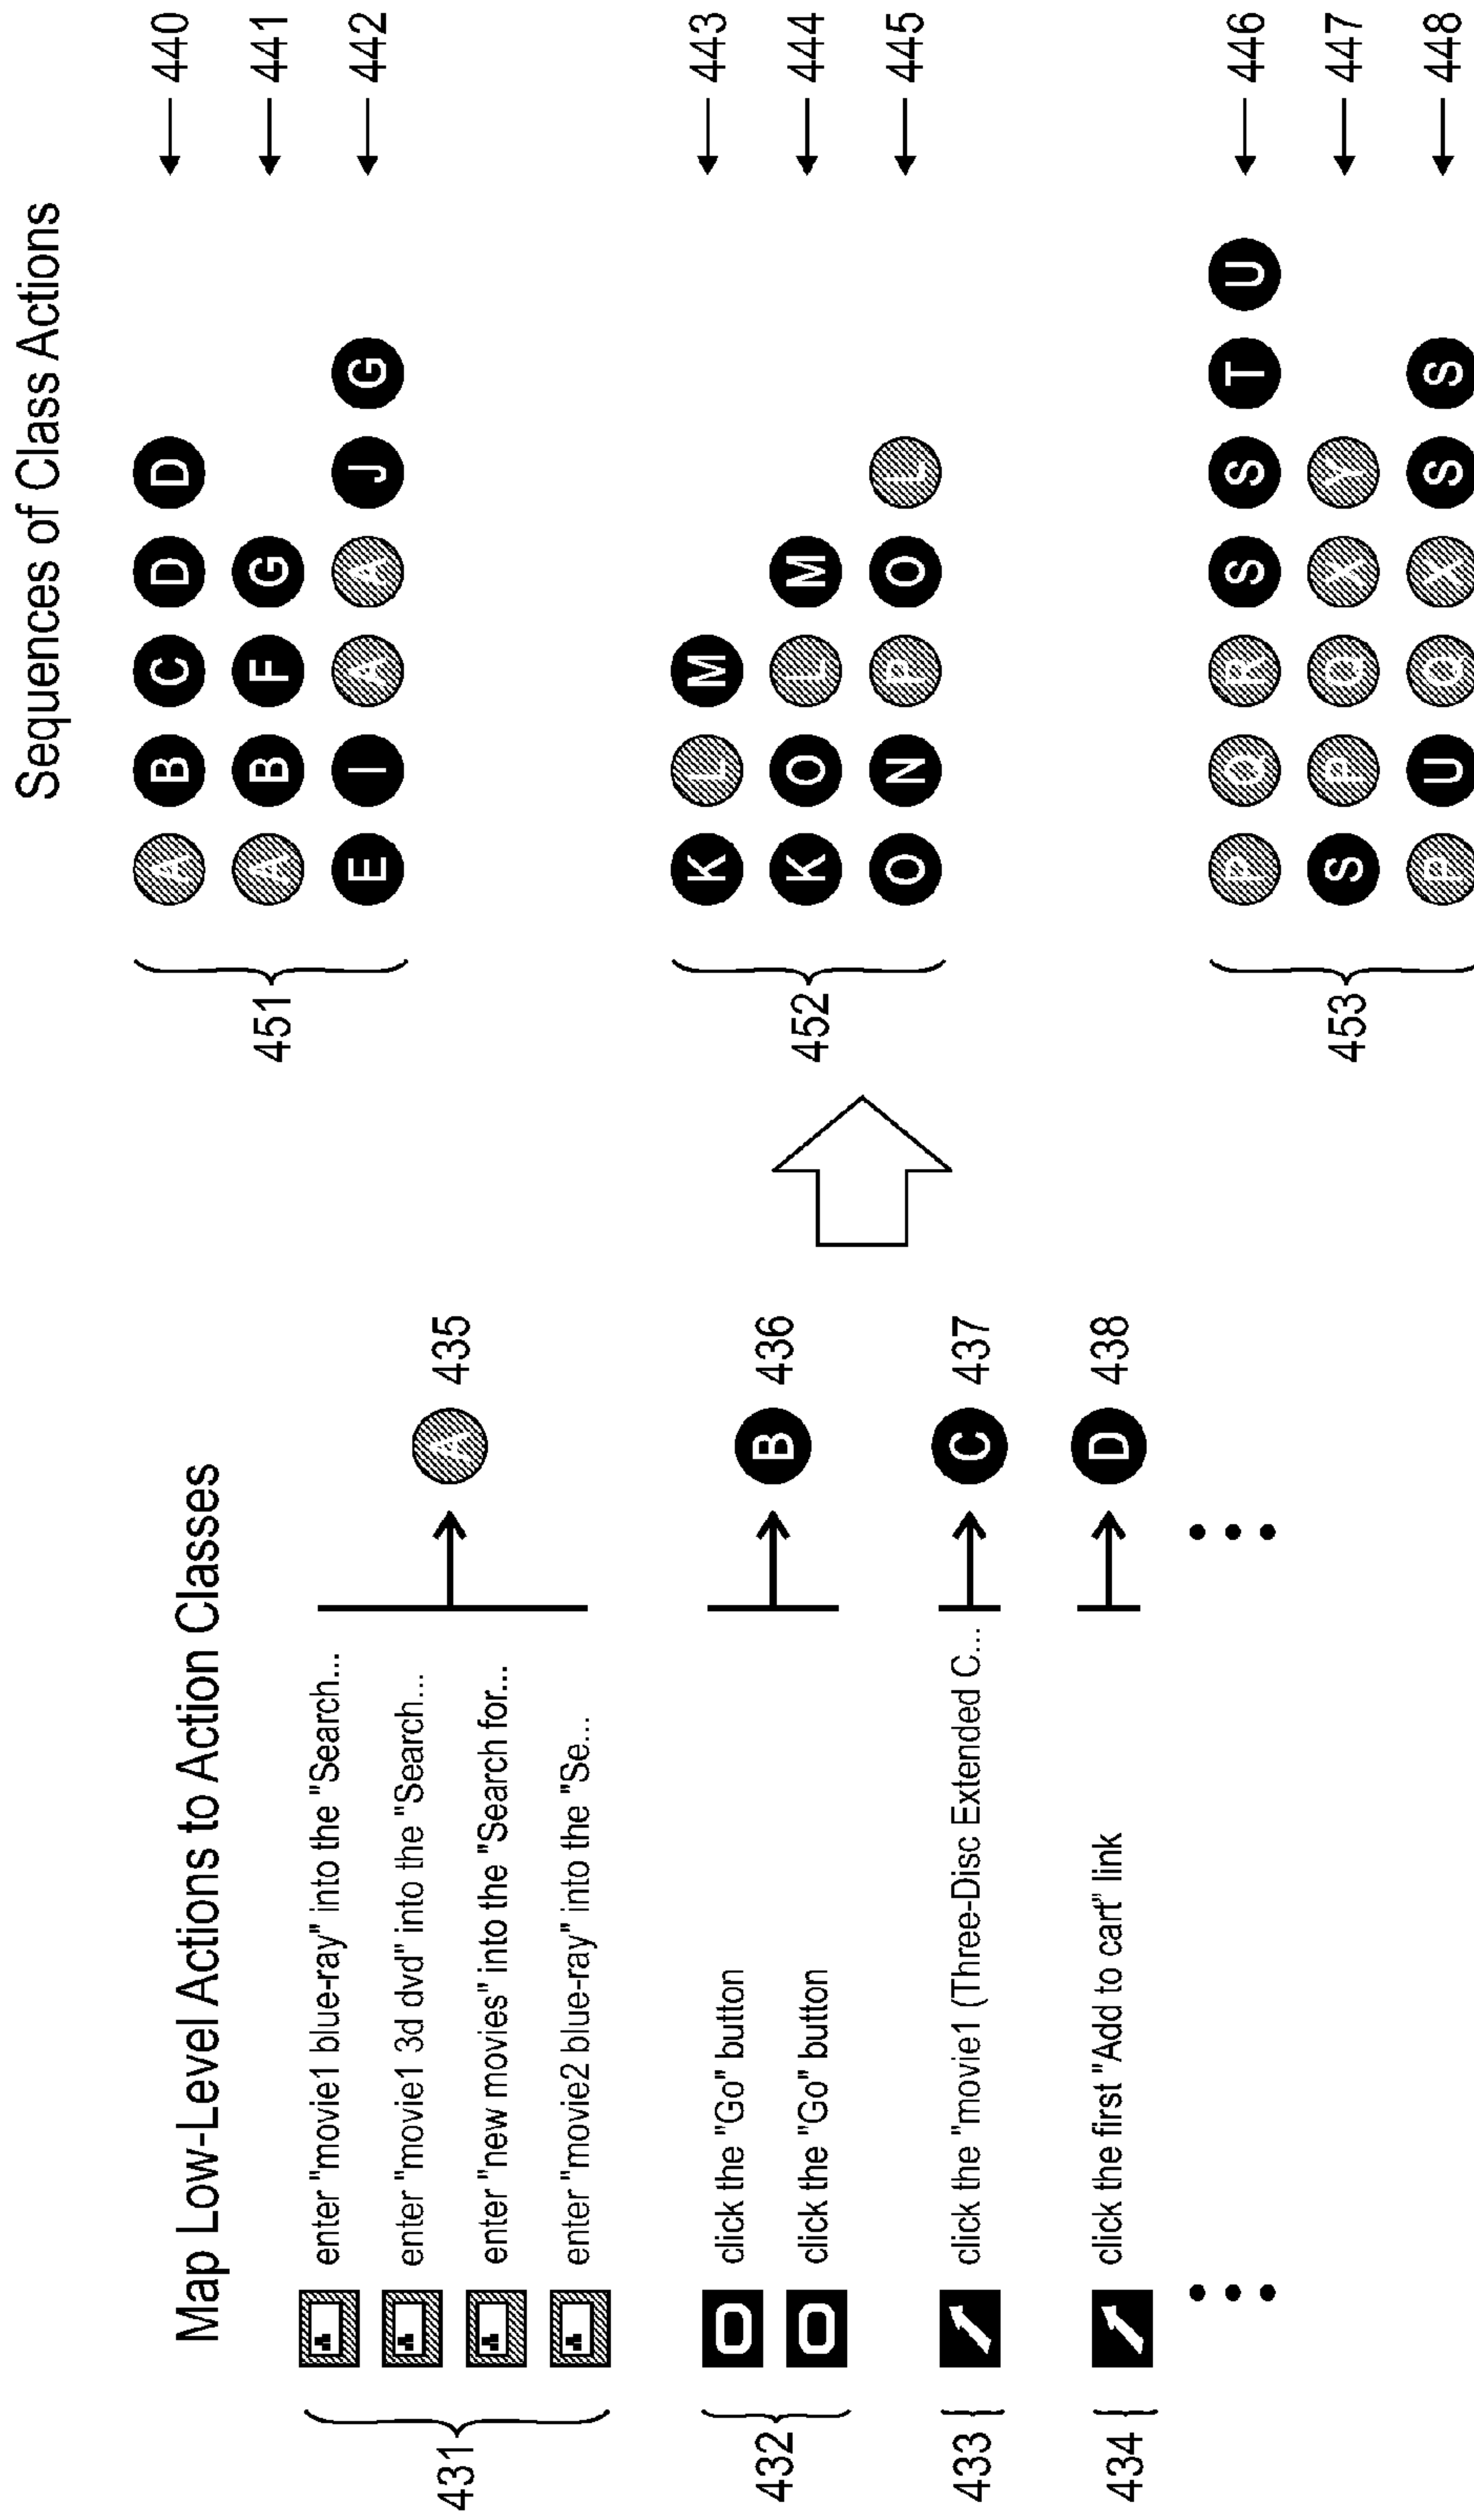 Map Low-Level Actions to Action Classes
431
enter "movie1 blue-ray" into the "Search...
enter "movie1 3d dvd" into the "Search...
enter "new movies" into the "Search for...
enter "movie2 blue-ray" into the "Se...
A 435
432
click the "Go" button
click the "Go" button
B 436
433
click the "movie1 (Three-Disc Extended C...
C 437
434
click the first "Add to cart" link
D 438
Sequences of Class Actions
451
A B C D D 440
A B F G 441
E I A A J G 442
452
K L M 443
K O L M 444
O N P O L 445
453
P Q R S S T U 446
S P Q X Y 447
P U Q X S S 448